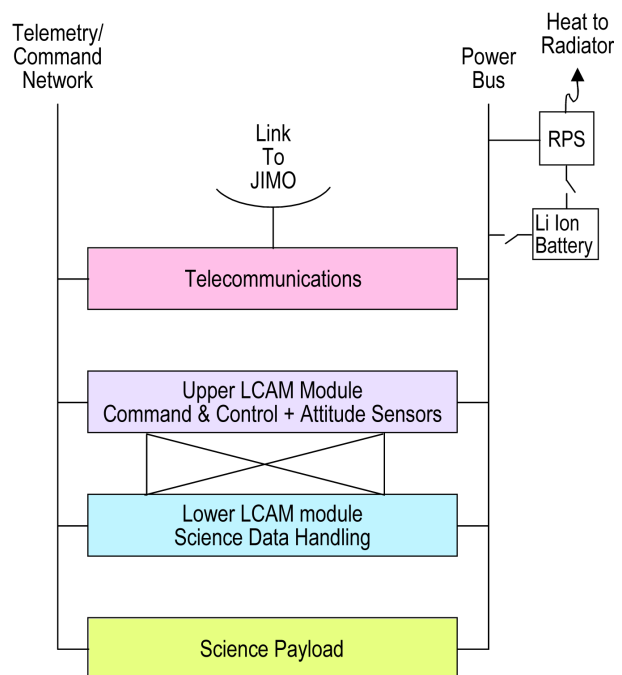 Telemetry/
Command
Network
Power
Bus
Heat to
Radiator
RPS
Li Ion
Battery
Link
To
JIMO
Telecommunications
Upper LCAM Module
Command & Control + Attitude Sensors
Lower LCAM module
Science Data Handling
Science Payload